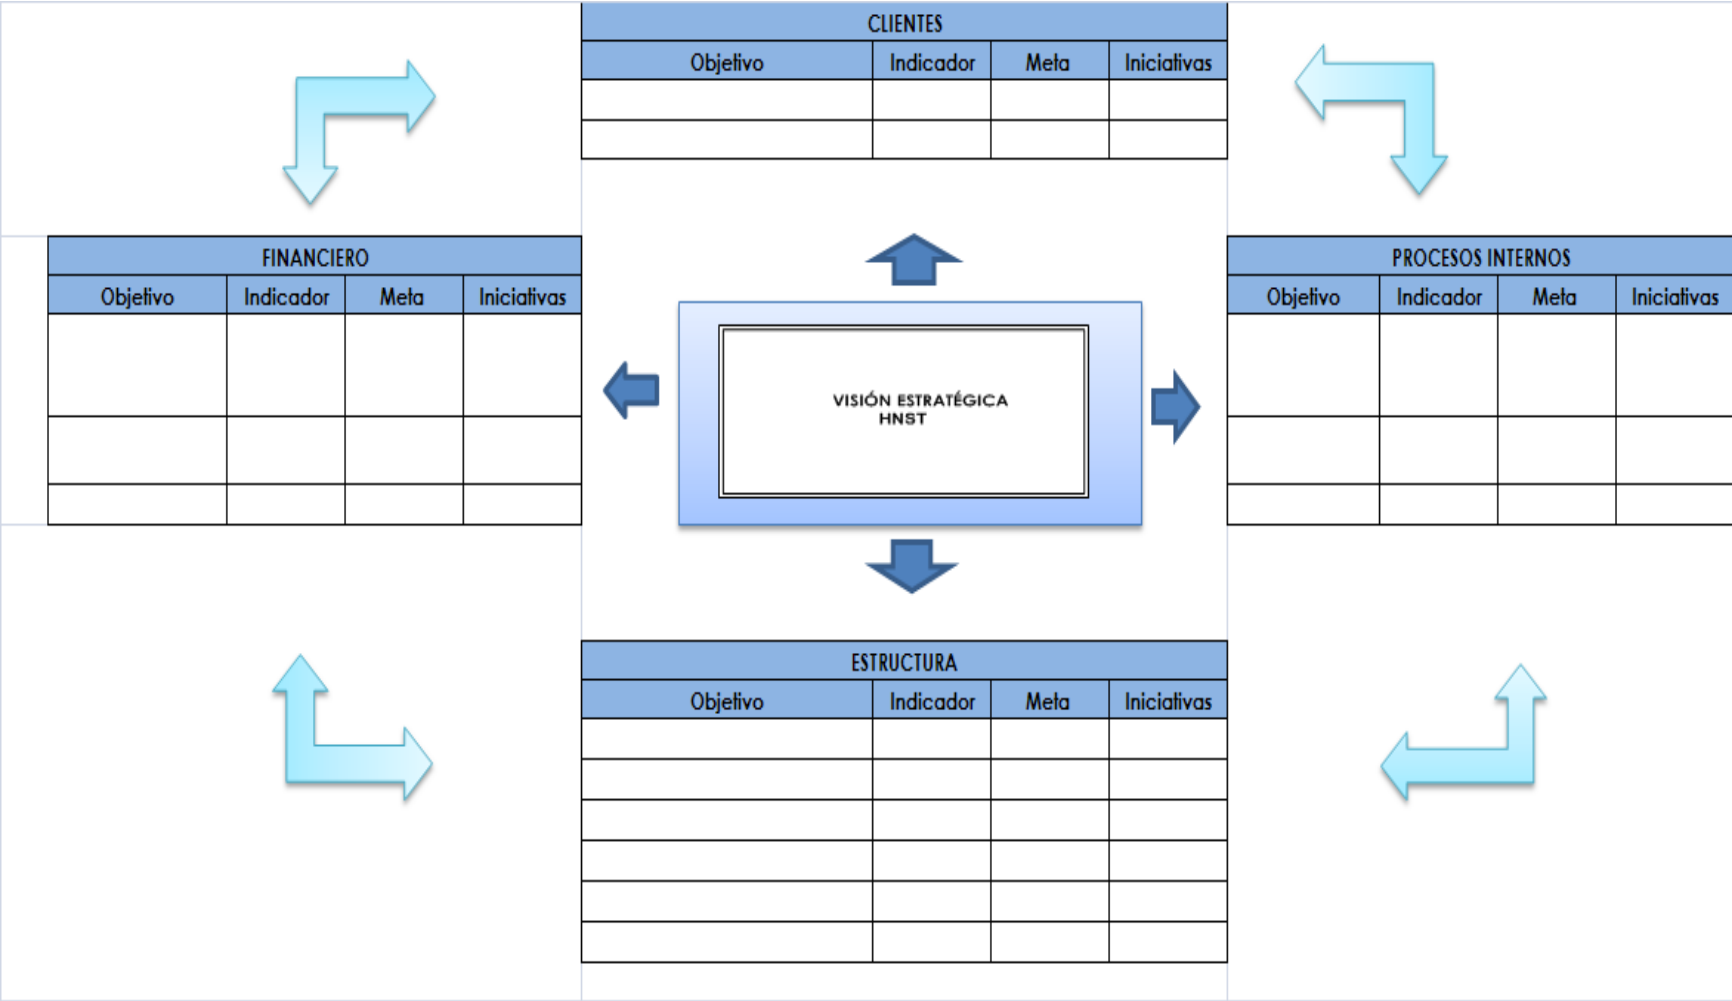 CLIENTES
Objetivo Indicador Meta Iniciativas
FINANCIERO
Objetivo Indicador Meta Iniciativas
PROCESOS INTERNOS
Objetivo Indicador Meta Iniciativas
VISIÓN ESTRATÉGICA
HNST
ESTRUCTURA
Objetivo Indicador Meta Iniciativas